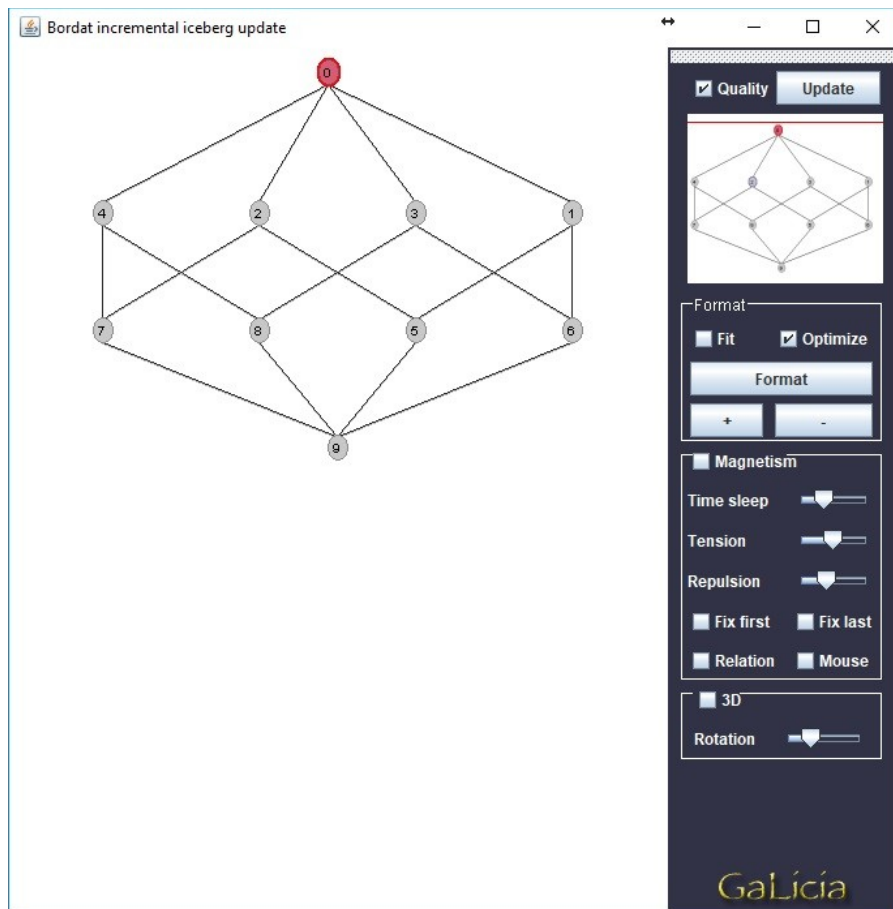 Bordat incremental iceberg update
0
4 2 3 1
7 8 5 6
9
Quality Update
Format
Fit Optimize
Format
+ -
Magnetism
Time sleep
Tension
Repulsion
Fix first Fix last
Relation Mouse
3D
Rotation
GaLicia